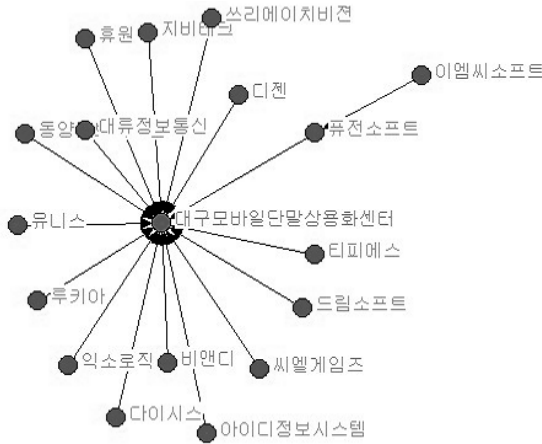 쓰리에이치비젼
휴원
지비테크
이엠씨소프트
디젠
동양
대류정보통신
퓨전소프트
유니스
대구모바일단말상용화센터
티피에스
루키아
드림소프트
익소로직
비앤디
씨엘게임즈
다이시스
아이디정보시스템